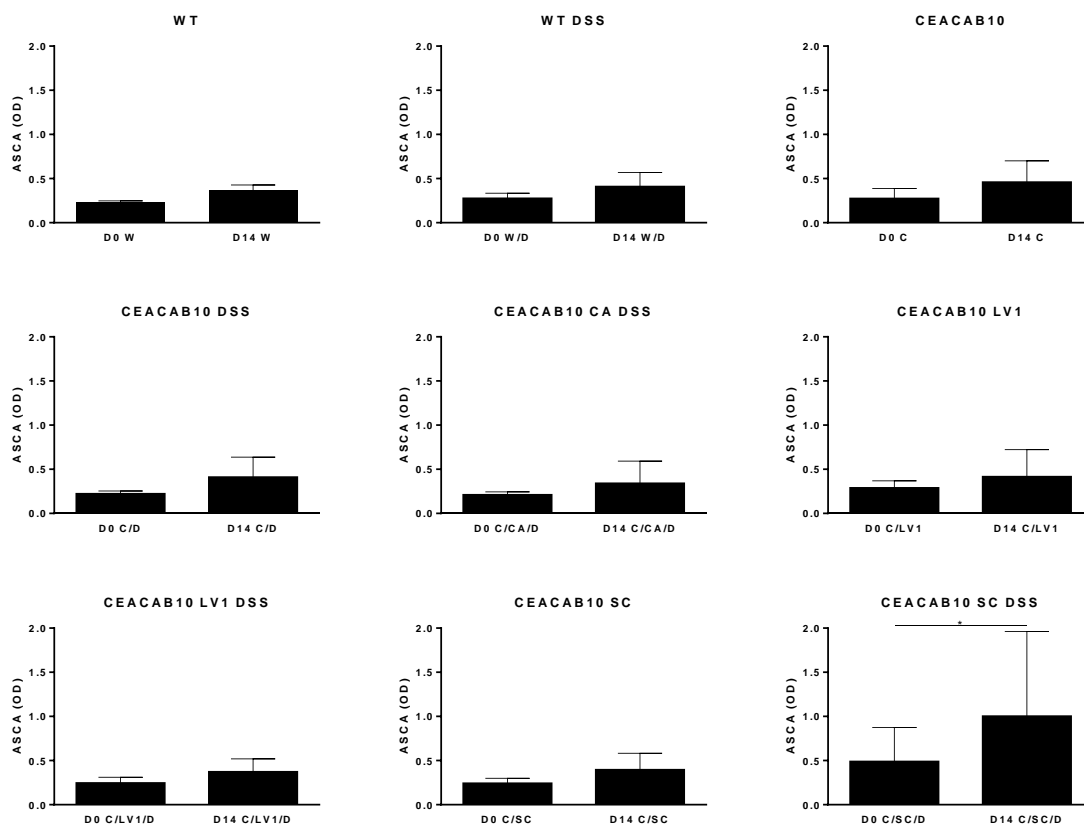 WT
2.0
1.5
1.0
0.5
0.0
ASCA (OD)
D0 W
D14 W
WT DSS
2.0
1.5
1.0
0.5
0.0
ASCA (OD)
D0 W/D
D14 W/D
CEACAB10
2.0
1.5
1.0
0.5
0.0
ASCA (OD)
D0 C
D14 C
CEACAB10 DSS
2.0
1.5
1.0
0.5
0.0
ASCA (OD)
D0 C/D
D14 C/D
CEACAB10 CA DSS
2.0
1.5
1.0
0.5
0.0
ASCA (OD)
D0 C/CA/D
D14 C/CA/D
CEACAB10 LV1
2.0
1.5
1.0
0.5
0.0
ASCA (OD)
D0 C/LV1
D14 C/LV1
CEACAB10 LV1 DSS
2.0
1.5
1.0
0.5
0.0
ASCA (OD)
D0 C/LV1/D
D14 C/LV1/D
CEACAB10 SC
2.0
1.5
1.0
0.5
0.0
ASCA (OD)
D0 C/SC
D14 C/SC
CEACAB10 SC DSS
*
2.0
1.5
1.0
0.5
0.0
ASCA (OD)
D0 C/SC/D
D14 C/SC/D